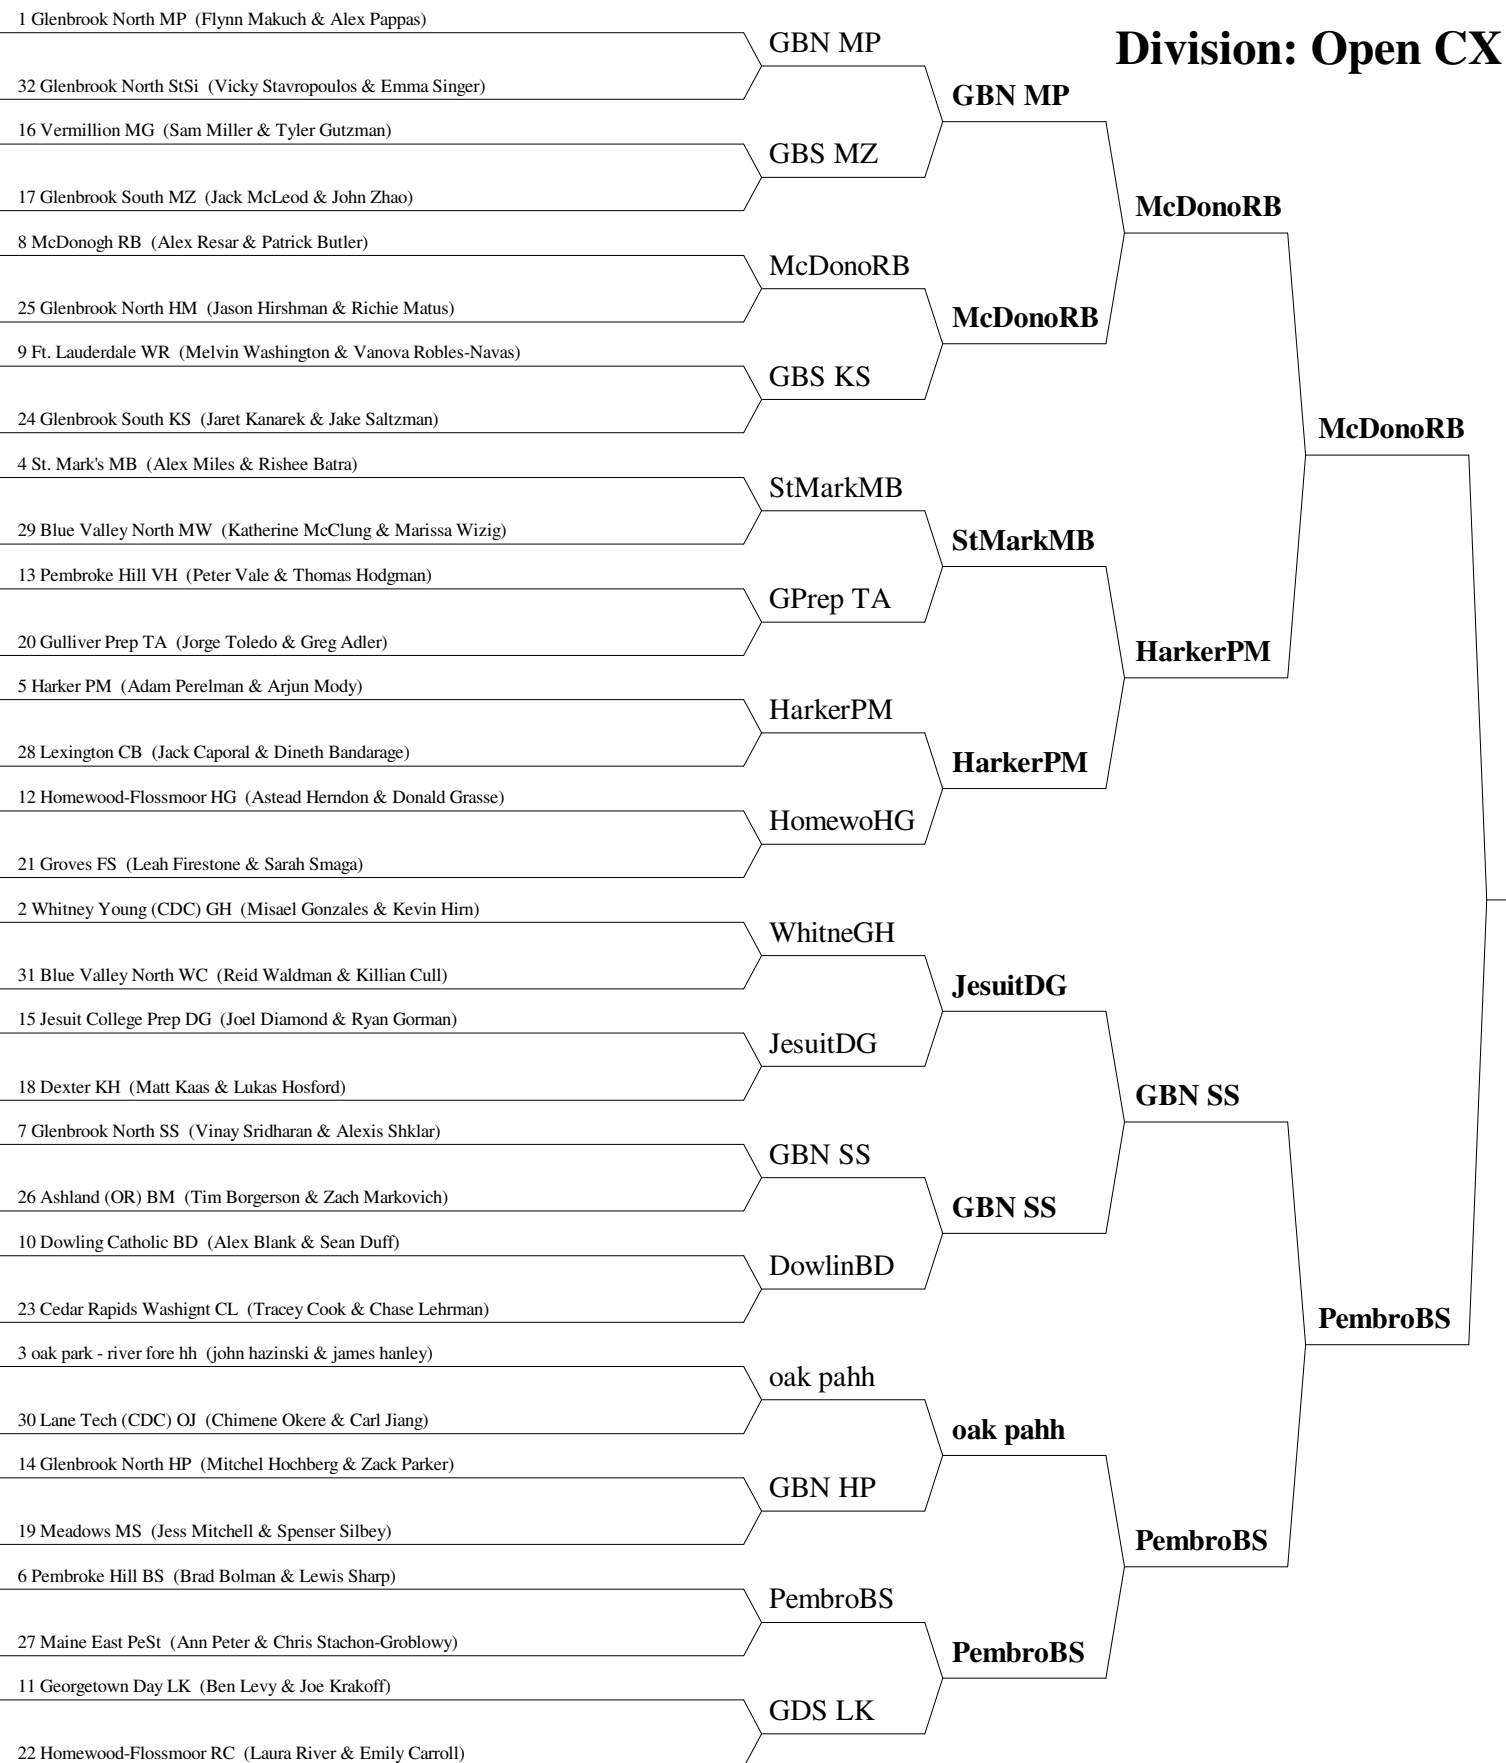 Division: Open CX
1 Glenbrook North MP (Flynn Makuch & Alex Pappas)
32 Glenbrook North StSi (Vicky Stavropoulos & Emma Singer)
16 Vermillion MG (Sam Miller & Tyler Gutzman)
17 Glenbrook South MZ (Jack McLeod & John Zhao)
8 McDonogh RB (Alex Resar & Patrick Butler)
25 Glenbrook North HM (Jason Hirshman & Richie Matus)
9 Ft. Lauderdale WR (Melvin Washington & Vanova Robles-Navas)
24 Glenbrook South KS (Jaret Kanarek & Jake Saltzman)
4 St. Mark's MB (Alex Miles & Rishee Batra)
29 Blue Valley North MW (Katherine McClung & Marissa Wizig)
13 Pembroke Hill VH (Peter Vale & Thomas Hodgman)
20 Gulliver Prep TA (Jorge Toledo & Greg Adler)
5 Harker PM (Adam Perelman & Arjun Mody)
28 Lexington CB (Jack Caporal & Dineth Bandarage)
12 Homewood-Flossmoor HG (Astead Herndon & Donald Grasse)
21 Groves FS (Leah Firestone & Sarah Smaga)
2 Whitney Young (CDC) GH (Misael Gonzales & Kevin Hirn)
31 Blue Valley North WC (Reid Waldman & Killian Cull)
15 Jesuit College Prep DG (Joel Diamond & Ryan Gorman)
18 Dexter KH (Matt Kaas & Lukas Hosford)
7 Glenbrook North SS (Vinay Sridharan & Alexis Shklar)
26 Ashland (OR) BM (Tim Borgerson & Zach Markovich)
10 Dowling Catholic BD (Alex Blank & Sean Duff)
23 Cedar Rapids Washignt CL (Tracey Cook & Chase Lehrman)
3 oak park - river fore hh (john hazinski & james hanley)
30 Lane Tech (CDC) OJ (Chimene Okere & Carl Jiang)
14 Glenbrook North HP (Mitchel Hochberg & Zack Parker)
19 Meadows MS (Jess Mitchell & Spenser Silbey)
6 Pembroke Hill BS (Brad Bolman & Lewis Sharp)
27 Maine East PeSt (Ann Peter & Chris Stachon-Groblowy)
11 Georgetown Day LK (Ben Levy & Joe Krakoff)
22 Homewood-Flossmoor RC (Laura River & Emily Carroll)
GBN MP
GBS MZ
McDonoRB
GBS KS
StMarkMB
GPrep TA
HarkerPM
HomewoHG
WhitneGH
JesuitDG
GBN SS
DowlinBD
oak pahh
GBN HP
PembroBS
GDS LK
GBN MP
McDonoRB
StMarkMB
HarkerPM
JesuitDG
GBN SS
oak pahh
PembroBS
McDonoRB
HarkerPM
GBN SS
PembroBS
McDonoRB
PembroBS